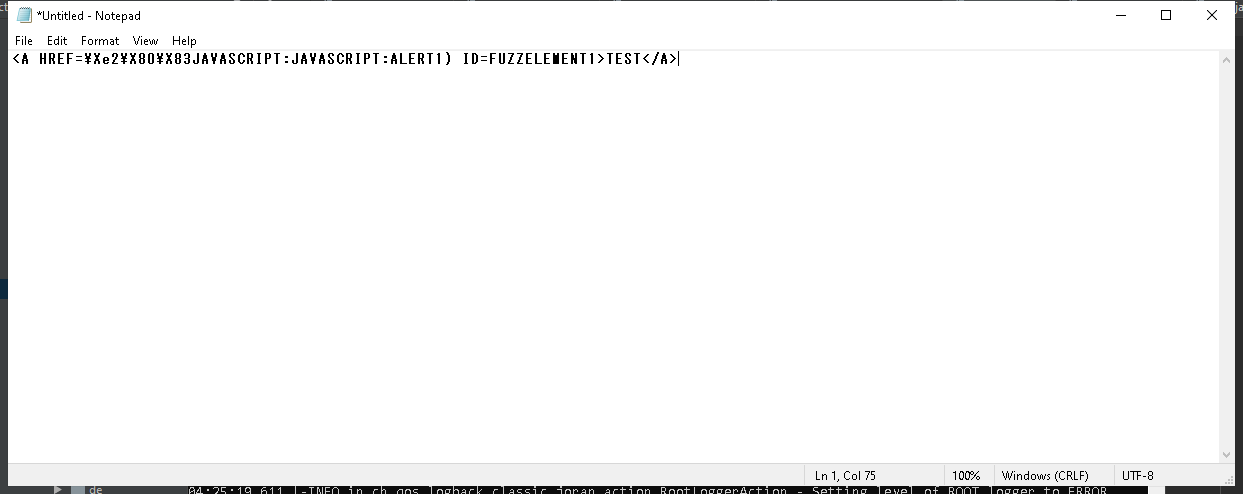 *Untitled - Notepad
File Edit Format View Help
<A HREF=¥Xe2¥X80¥X83JAVASCRIPT:JAVASCRIPT:ALERT1) ID=FUZZELEMENT1>TEST</A>
Ln 1, Col 75 100% Windows (CRLF) UTF-8
de 04:25:19,611 |-INFO in ch.qos.logback.classic.joran.action.RootLoggerAction - Setting level of ROOT logger to ERROR